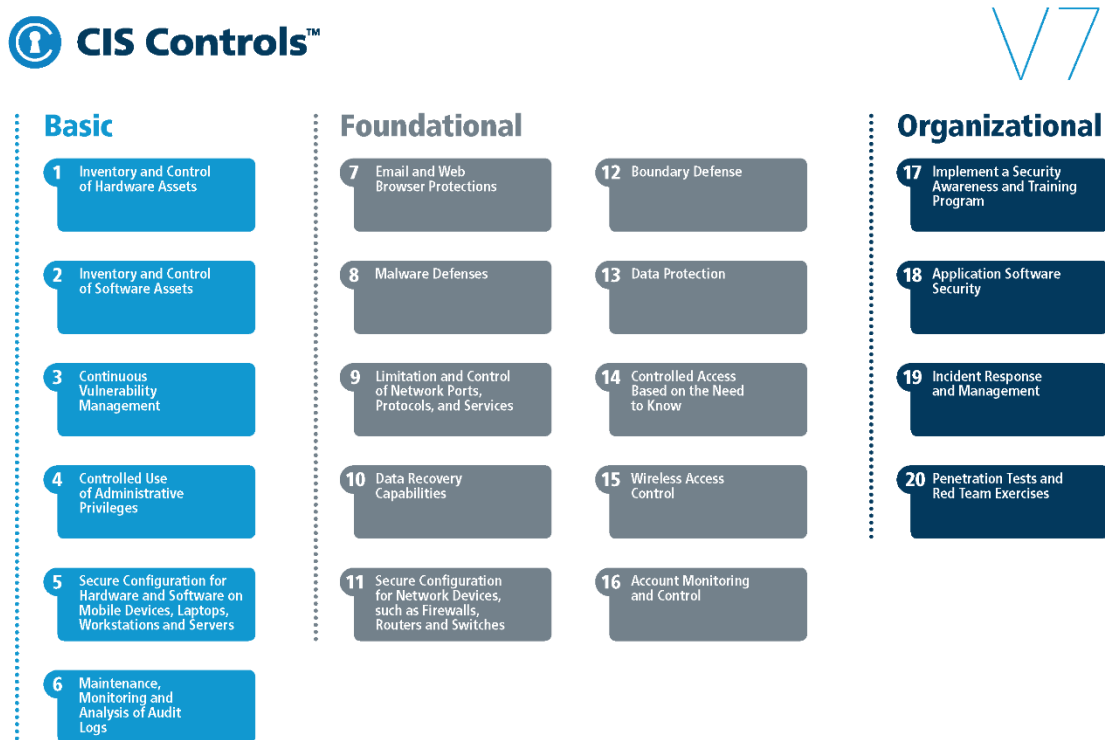 CIS Controls™
V7
Basic
1 Inventory and Control
of Hardware Assets
2 Inventory and Control
of Software Assets
3 Continuous
Vulnerability
Management
4 Controlled Use
of Administrative
Privileges
5 Secure Configuration for
Hardware and Software on
Mobile Devices, Laptops,
Workstations and Servers
6 Maintenance,
Monitoring and
Analysis of Audit
Logs
Foundational
7 Email and Web
Browser Protections
8 Malware Defenses
9 Limitation and Control
of Network Ports,
Protocols, and Services
10 Data Recovery
Capabilities
11 Secure Configuration
for Network Devices,
such as Firewalls,
Routers and Switches
12 Boundary Defense
13 Data Protection
14 Controlled Access
Based on the Need
to Know
15 Wireless Access
Control
16 Account Monitoring
and Control
Organizational
17 Implement a Security
Awareness and Training
Program
18 Application Software
Security
19 Incident Response
and Management
20 Penetration Tests and
Red Team Exercises